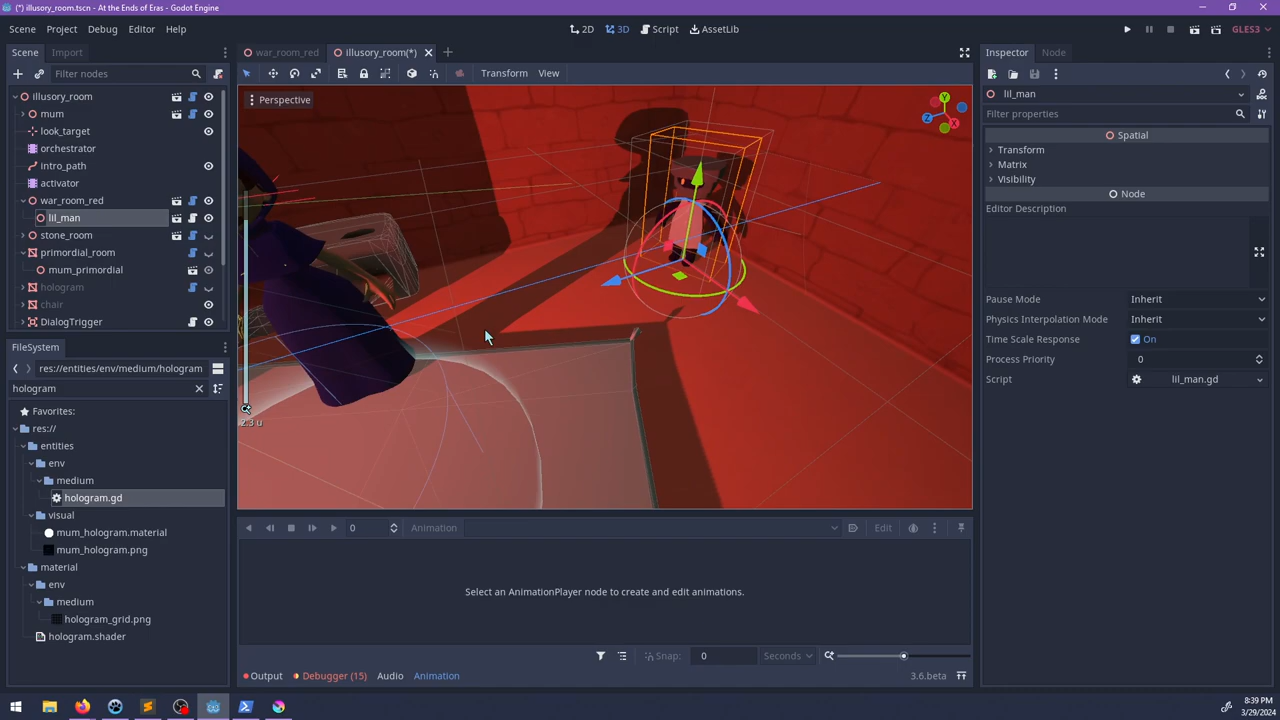 (*) illusory_room.tscn - At the Ends of Eras - Godot Engine
Scene Project Debug Editor Help
2D 3D Script AssetLib
GLES3
Scene Import
war_room_red illusory_room(*)
Inspector Node
Filter nodes
Transform View
illusory_room
mum
look_target
orchestrator
intro_path
activator
war_room_red
lil_man
stone_room
primordial_room
mum_primordial
hologram
chair
DialogTrigger
Perspective
Y
Z
X
2.3 u
lil_man
Filter properties
Spatial
Transform
Matrix
Visibility
Node
Editor Description
Pause Mode Inherit
Physics Interpolation Mode Inherit
Time Scale Response On
Process Priority 0
Script lil_man.gd
FileSystem
res://entities/env/medium/hologram
hologram
Favorites:
res://
entities
env
medium
hologram.gd
visual
mum_hologram.material
mum_hologram.png
material
env
medium
hologram_grid.png
hologram.shader
0 Animation Edit
Select an AnimationPlayer node to create and edit animations.
Snap: 0 Seconds
Output Debugger (15) Audio Animation 3.6.beta
8:39 PM
3/29/2024